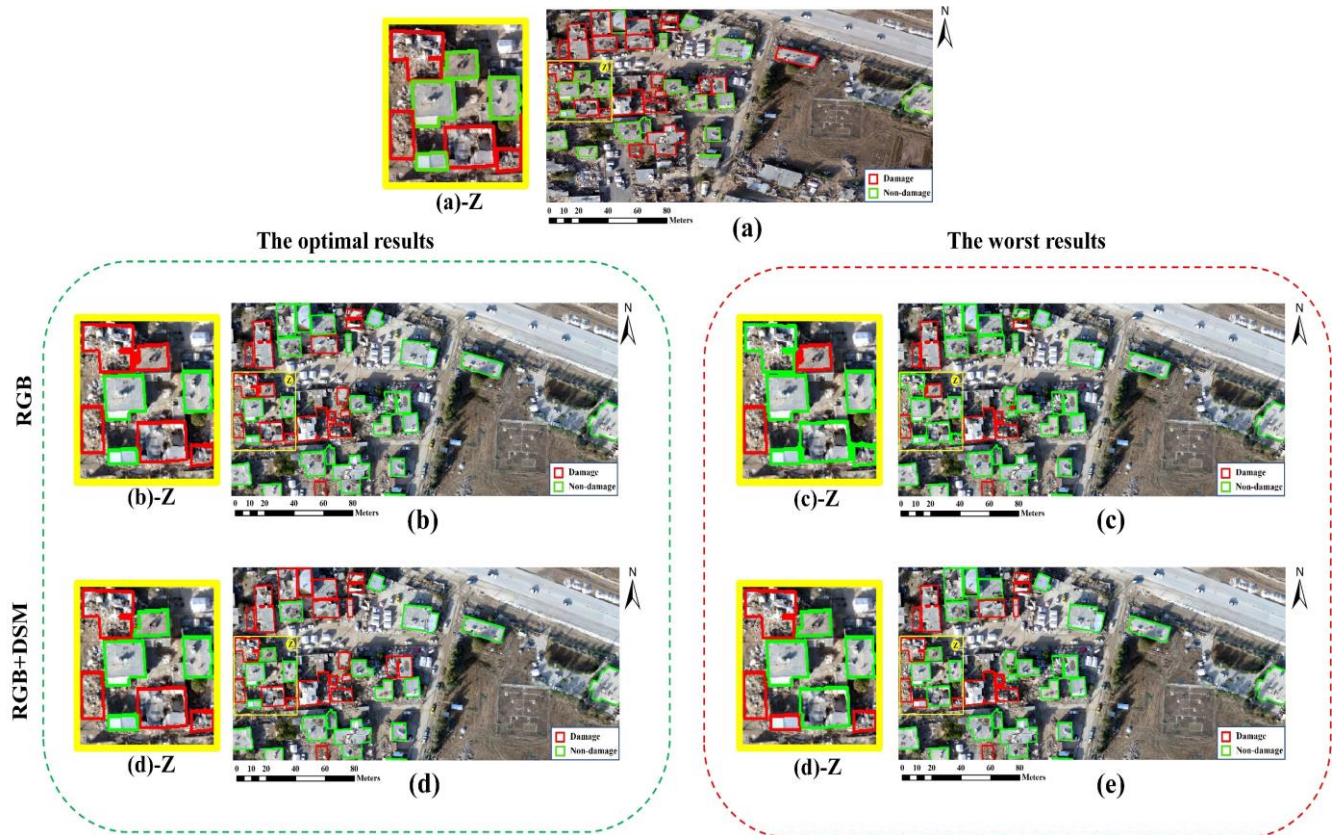 N
Z
Damage
Non-damage
(a)-Z
0 10 20 40 60 80
Meters
(a)
The optimal results
The worst results
RGB
N
Z
Damage
Non-damage
(b)-Z
0 10 20 40 60 80
Meters
(b)
N
Z
Damage
Non-damage
(c)-Z
0 10 20 40 60 80
Meters
(c)
RGB+DSM
N
Z
Damage
Non-damage
(d)-Z
0 10 20 40 60 80
Meters
(d)
N
Z
Damage
Non-damage
(d)-Z
0 10 20 40 60 80
Meters
(e)